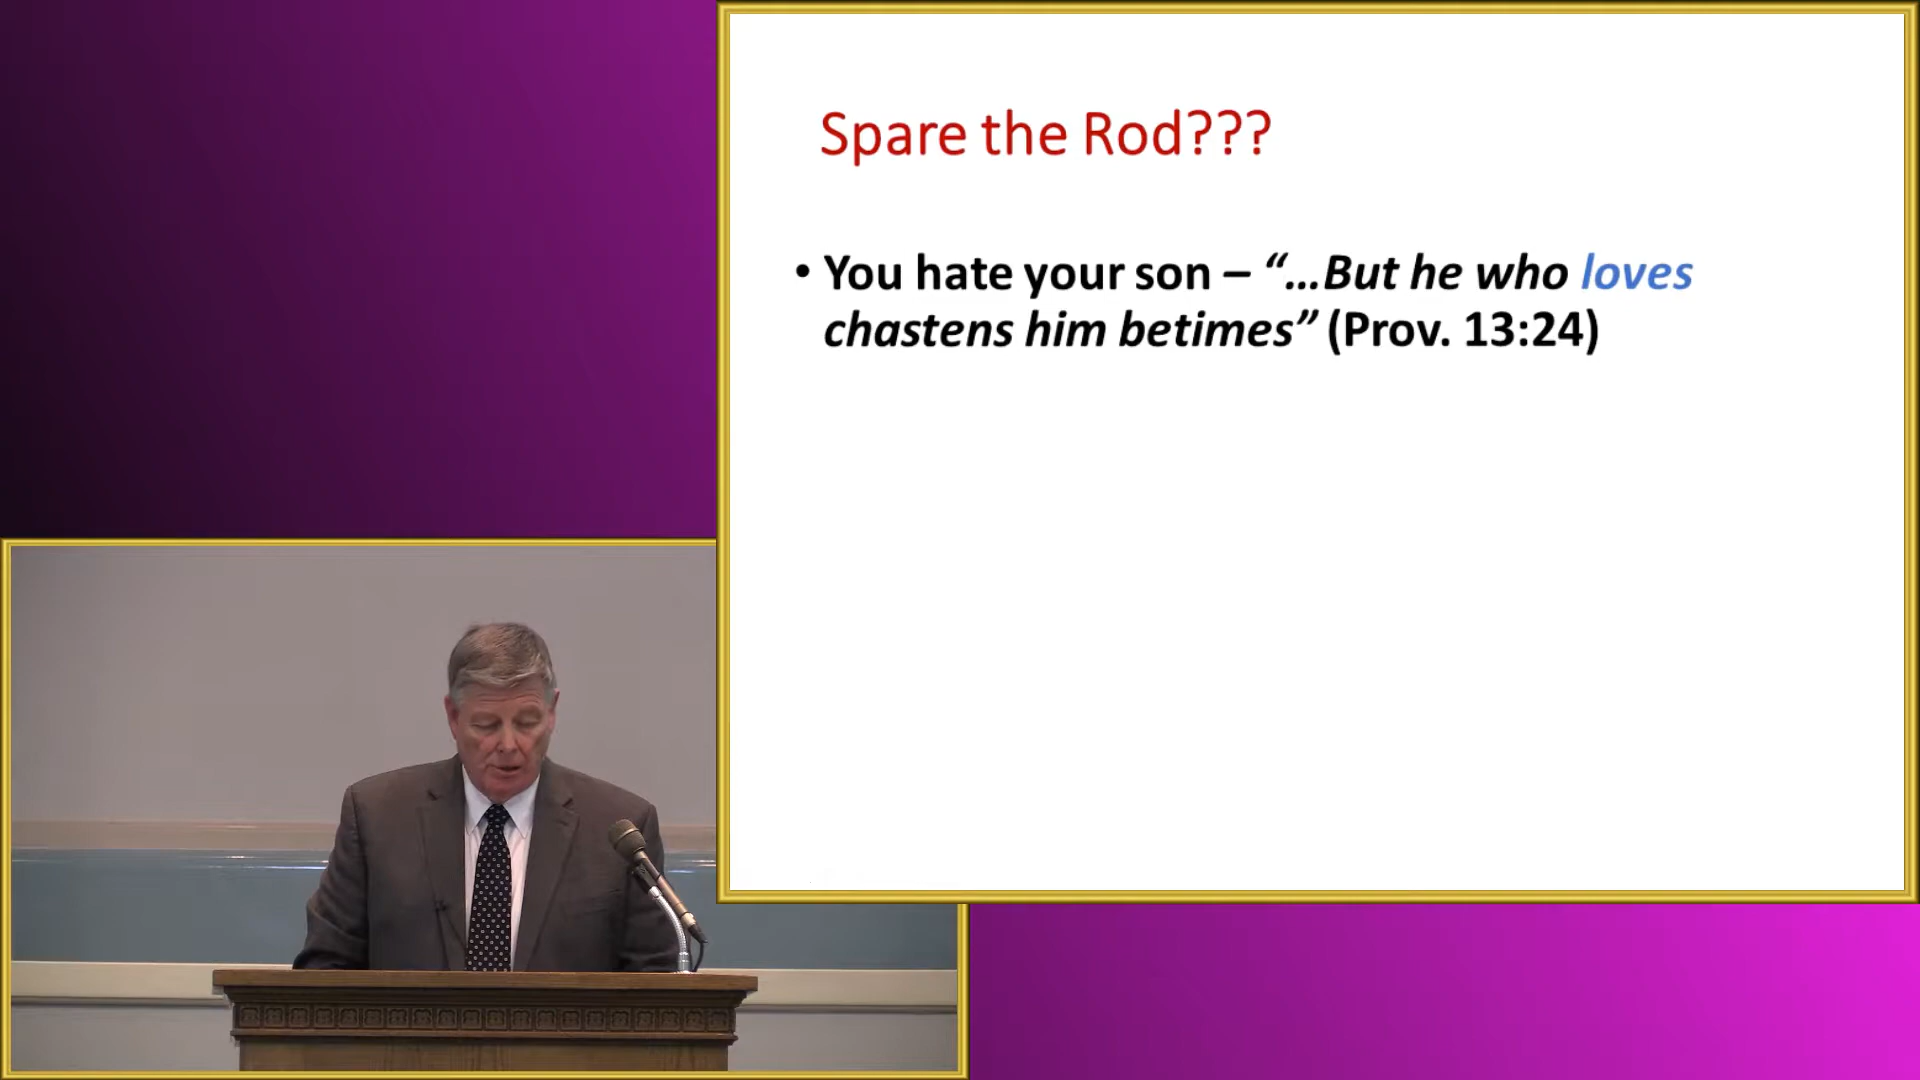 Spare the Rod???
• You hate your son – “…But he who loves
chastens him betimes” (Prov. 13:24)